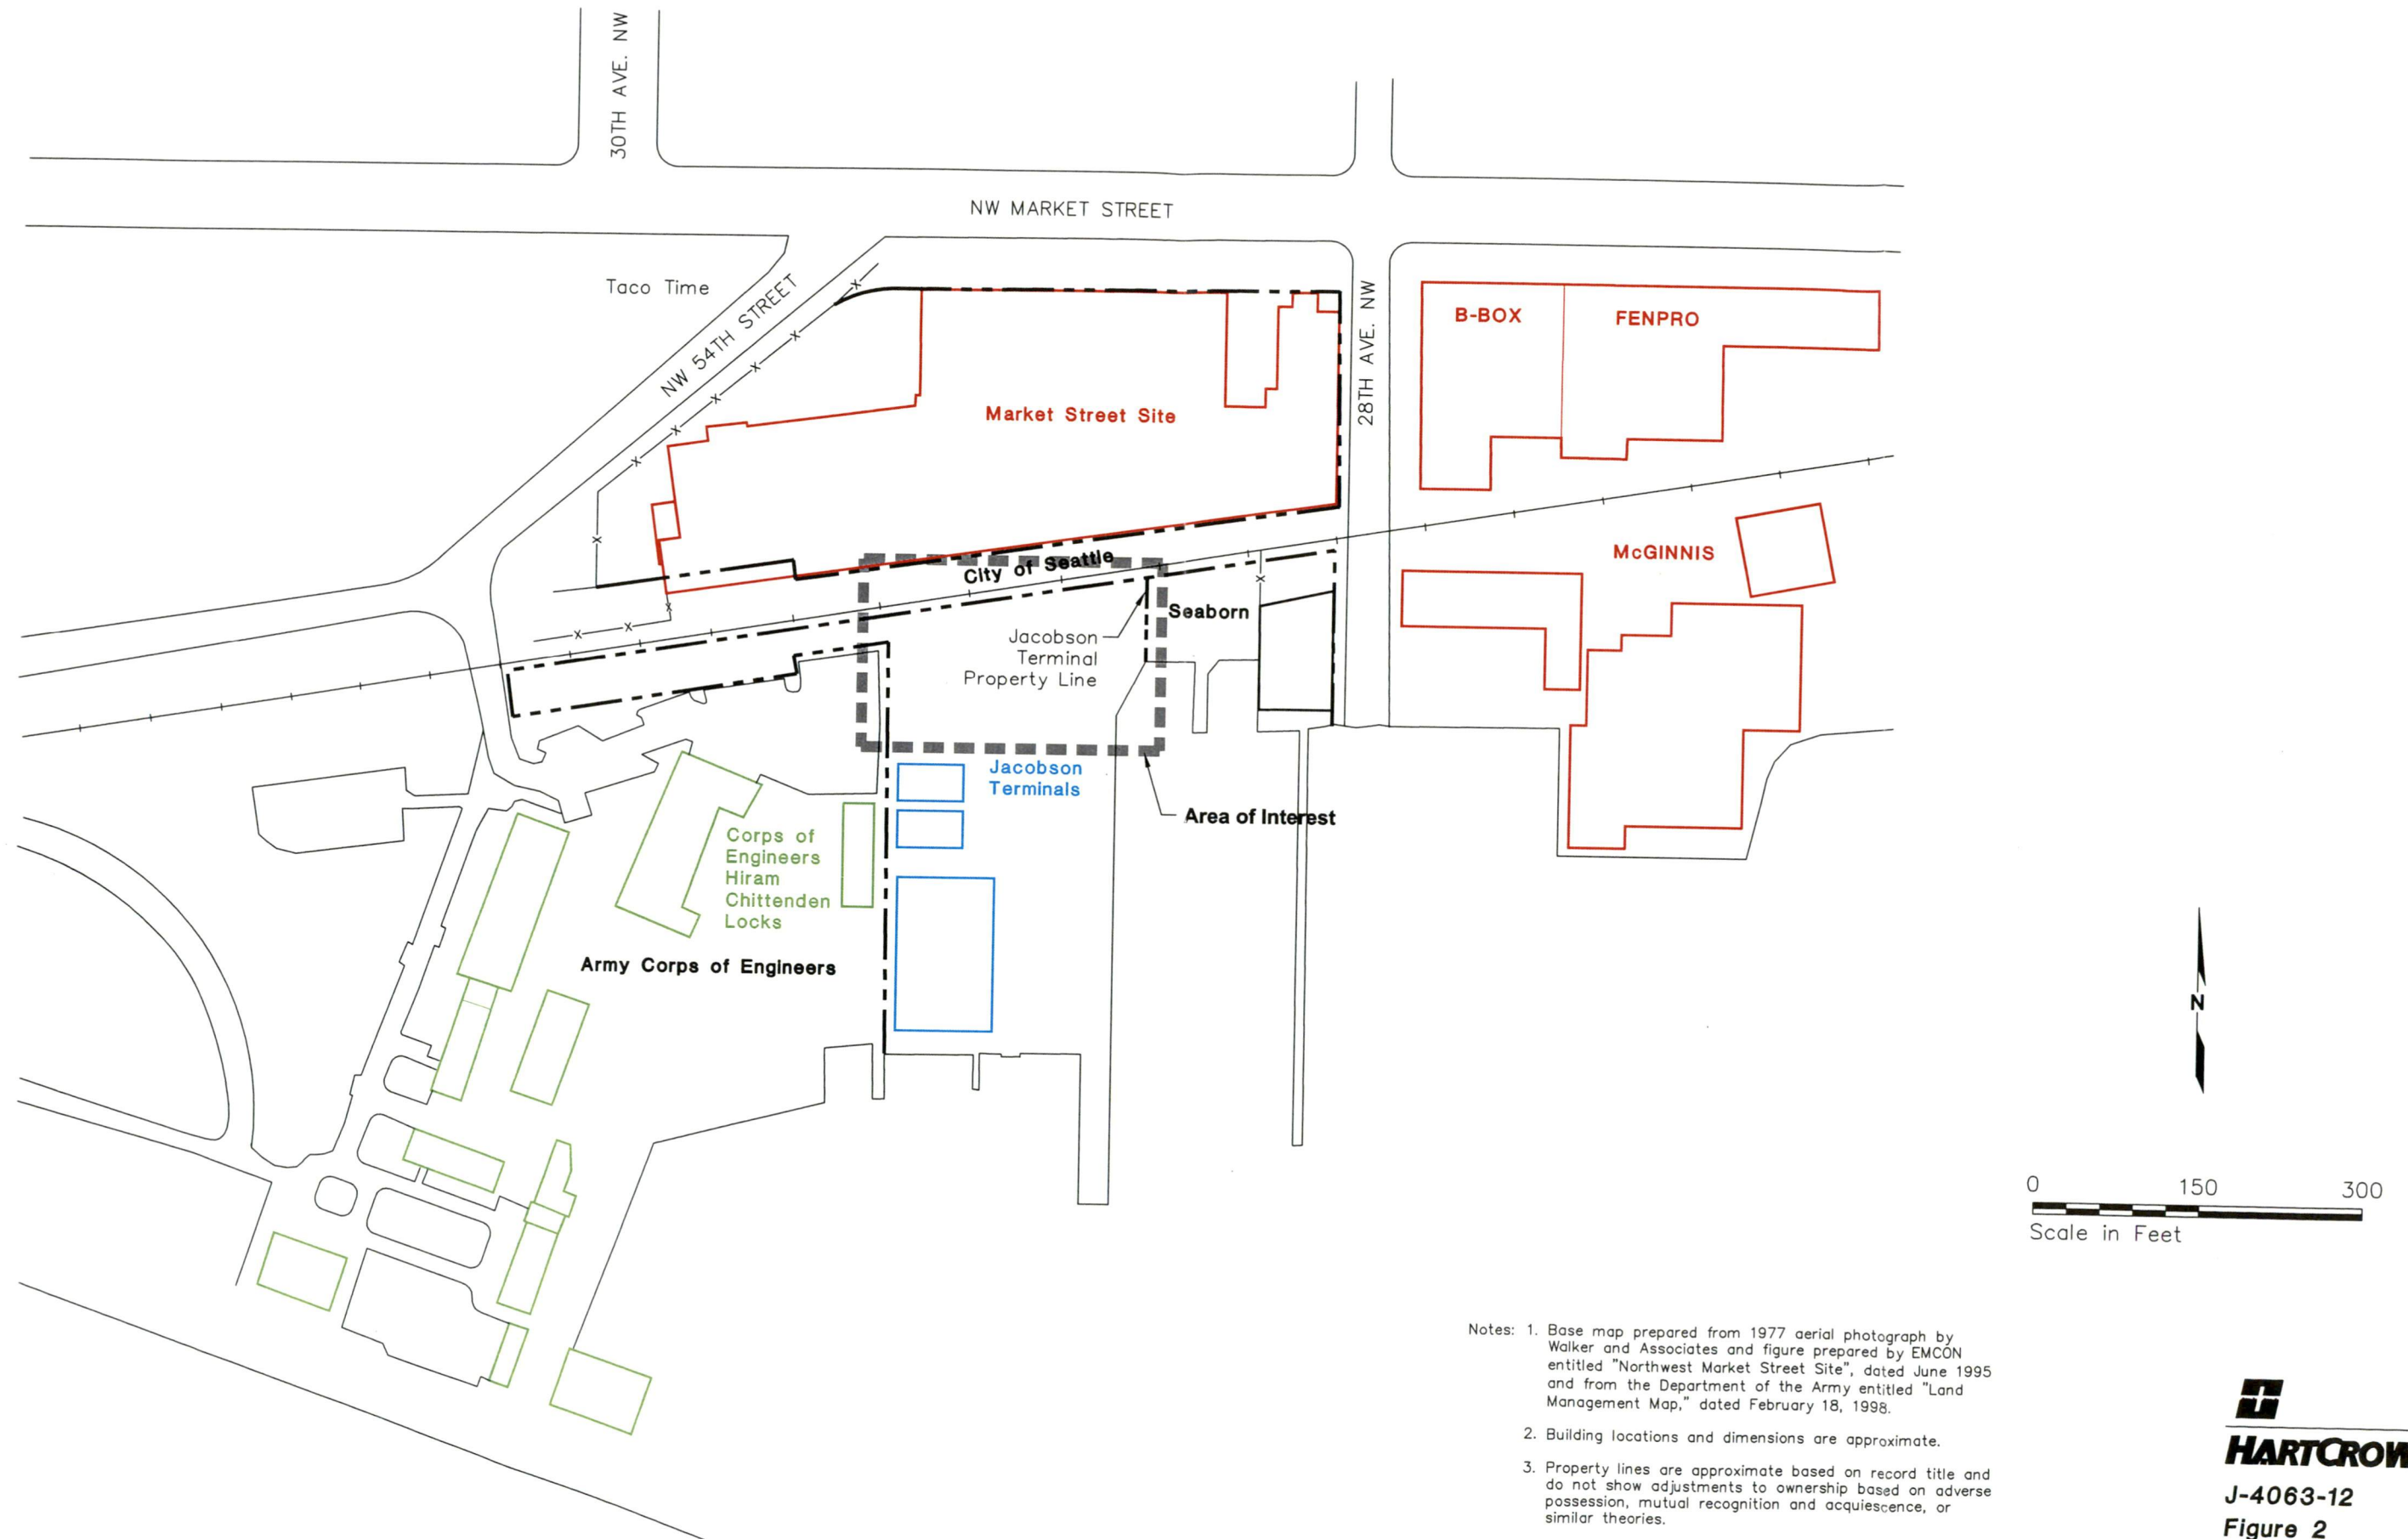 30TH AVE. NW
NW MARKET STREET
Taco Time
NW 54TH STREET
28TH AVE. NW
B-BOX
FENPRO
Market Street Site
McGINNIS
City of Seattle
Seaborn
Jacobson
Terminal
Property Line
Jacobson
Terminals
Area of Interest
Corps of
Engineers
Hiram
Chittenden
Locks
Army Corps of Engineers
N
0 150 300
Scale in Feet
Notes: 1. Base map prepared from 1977 aerial photograph by
Walker and Associates and figure prepared by EMCON
entitled "Northwest Market Street Site", dated June 1995
and from the Department of the Army entitled "Land
Management Map," dated February 18, 1998.
2. Building locations and dimensions are approximate.
3. Property lines are approximate based on record title and
do not show adjustments to ownership based on adverse
possession, mutual recognition and acquiescence, or
similar theories.
HARTCROW
J-4063-12
Figure 2